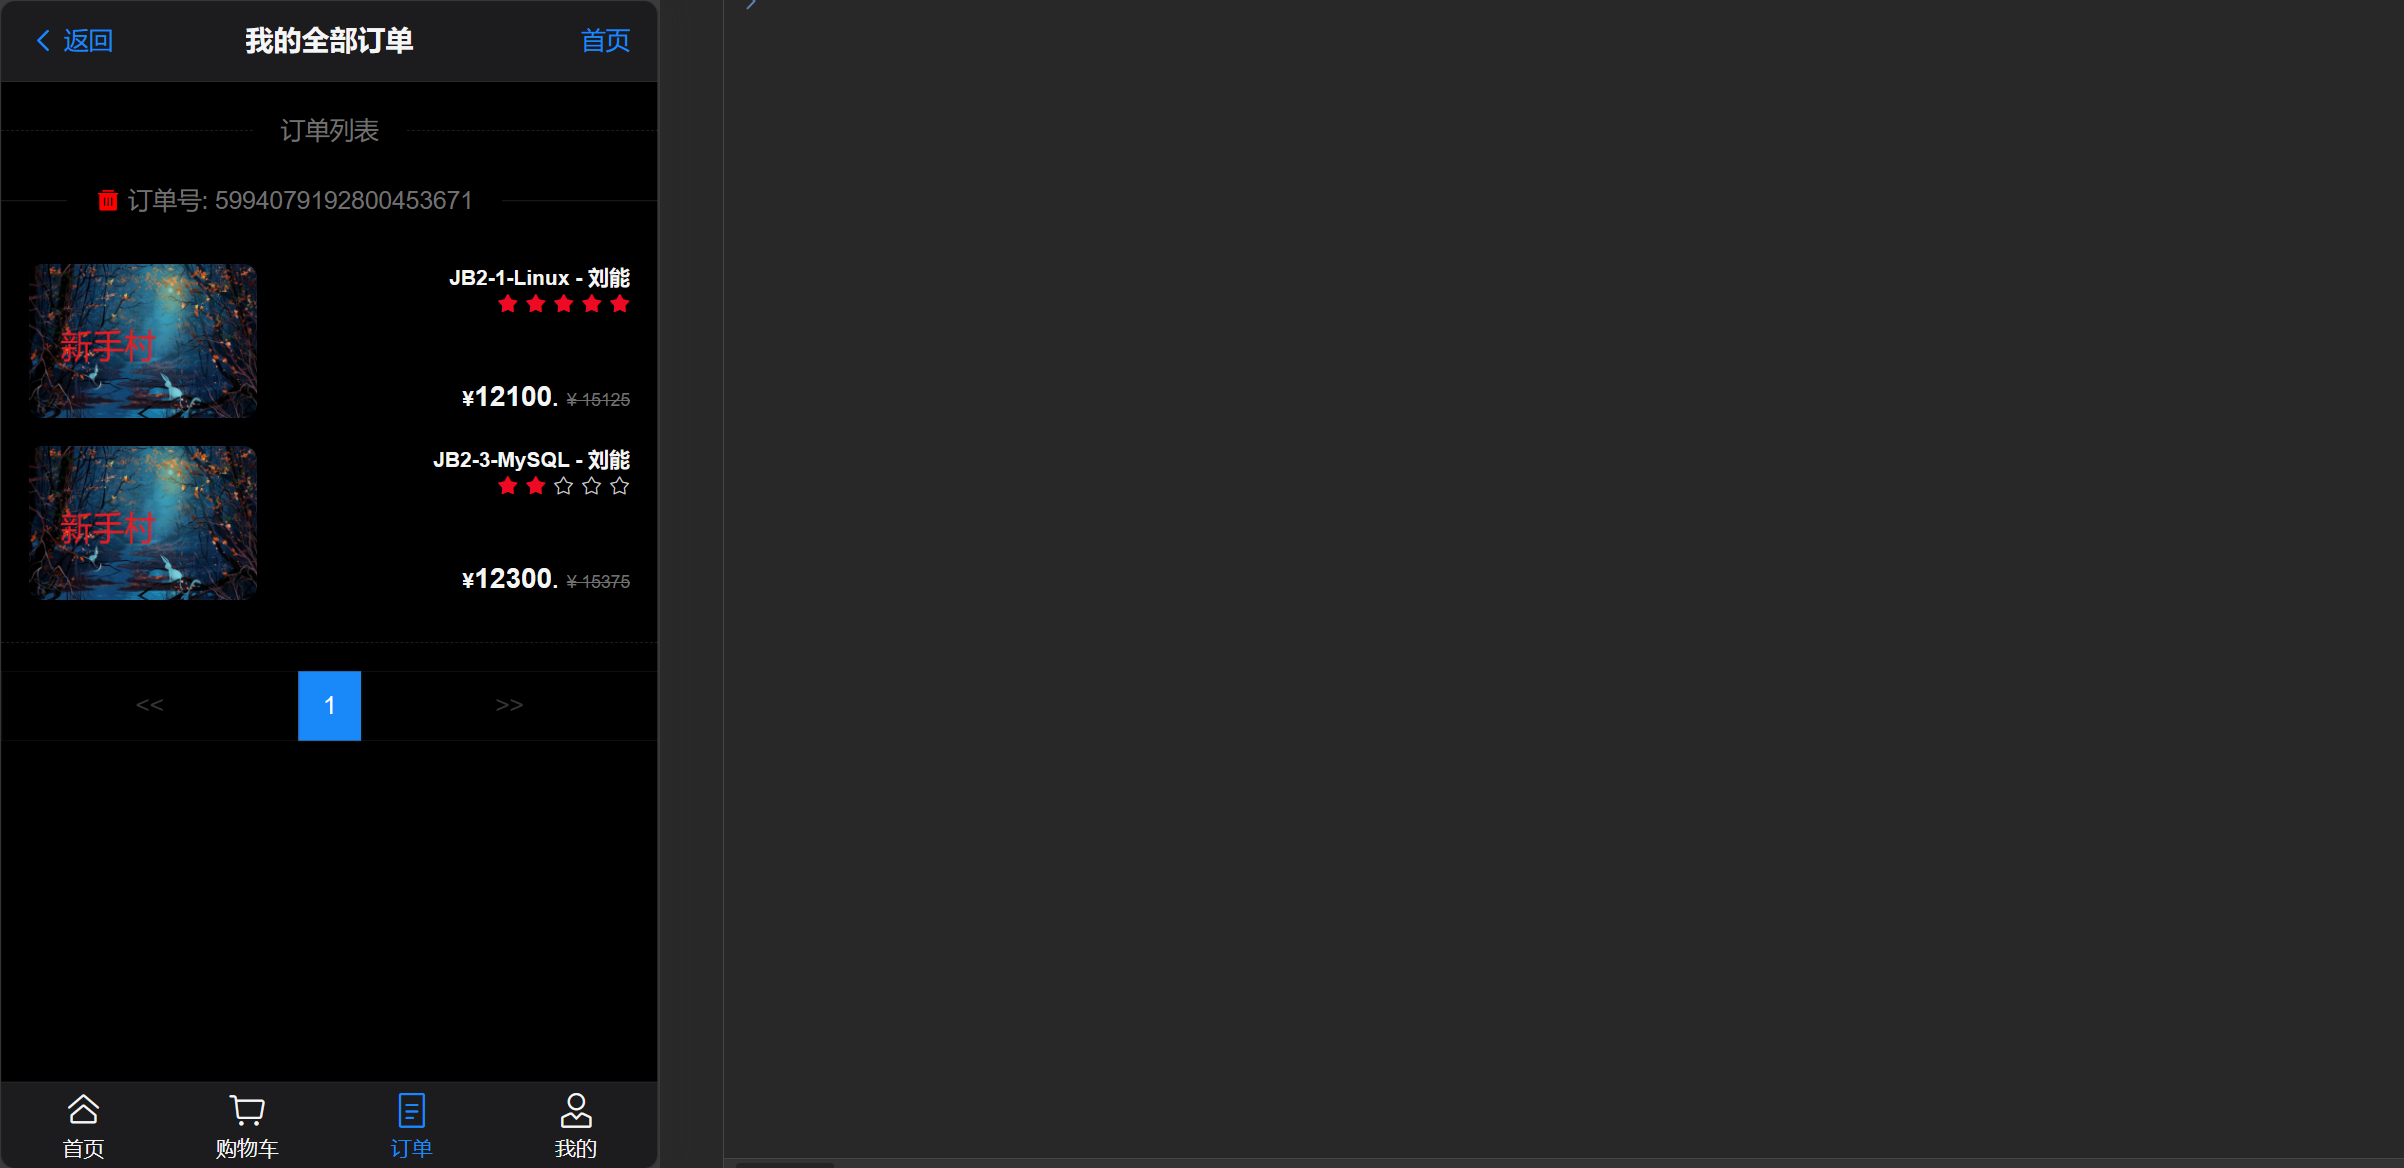 返回
我的全部订单
首页
订单列表
订单号: 5994079192800453671
新手村
JB2-1-Linux - 刘能
¥12100. ¥ 15125
新手村
JB2-3-MySQL - 刘能
¥12300. ¥ 15375
<< 1 >>
首页
购物车
订单
我的